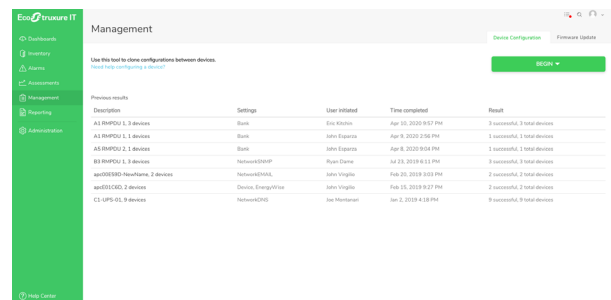 EcoStruxure IT
Management
Dashboards
Inventory
Alarms
Assessments
Management
Reporting
Administration
Help Center
Device Configuration
Firmware Update
Use this tool to clone configurations between devices.
Need help configuring a device?
BEGIN
Previous results
Description Settings User initiated Time completed Result
A1 RMPDU 1, 3 devices Bank Eric Kitchin Apr 10, 2020 9:57 PM 3 successful, 3 total devices
A1 RMPDU 1, 1 devices Bank John Esparza Apr 9, 2020 2:56 PM 1 successful, 1 total devices
A5 RMPDU 2, 1 devices Bank John Esparza Apr 8, 2020 9:04 PM 1 successful, 1 total devices
B3 RMPDU 1, 3 devices NetworkSNMP Ryan Dame Jul 23, 2019 6:11 PM 3 successful, 3 total devices
NewName, 2 devices NetworkEMAIL John Virgilio Feb 20, 2019 3:03 PM 2 successful, 2 total devices
apcE01C6D, 2 devices Device, EnergyWise John Virgilio Feb 15, 2019 9:27 PM 2 successful, 2 total devices
C1-UPS-01, 9 devices NetworkDNS Joe Montanari Jan 2, 2019 4:18 PM 9 successful, 9 total devices